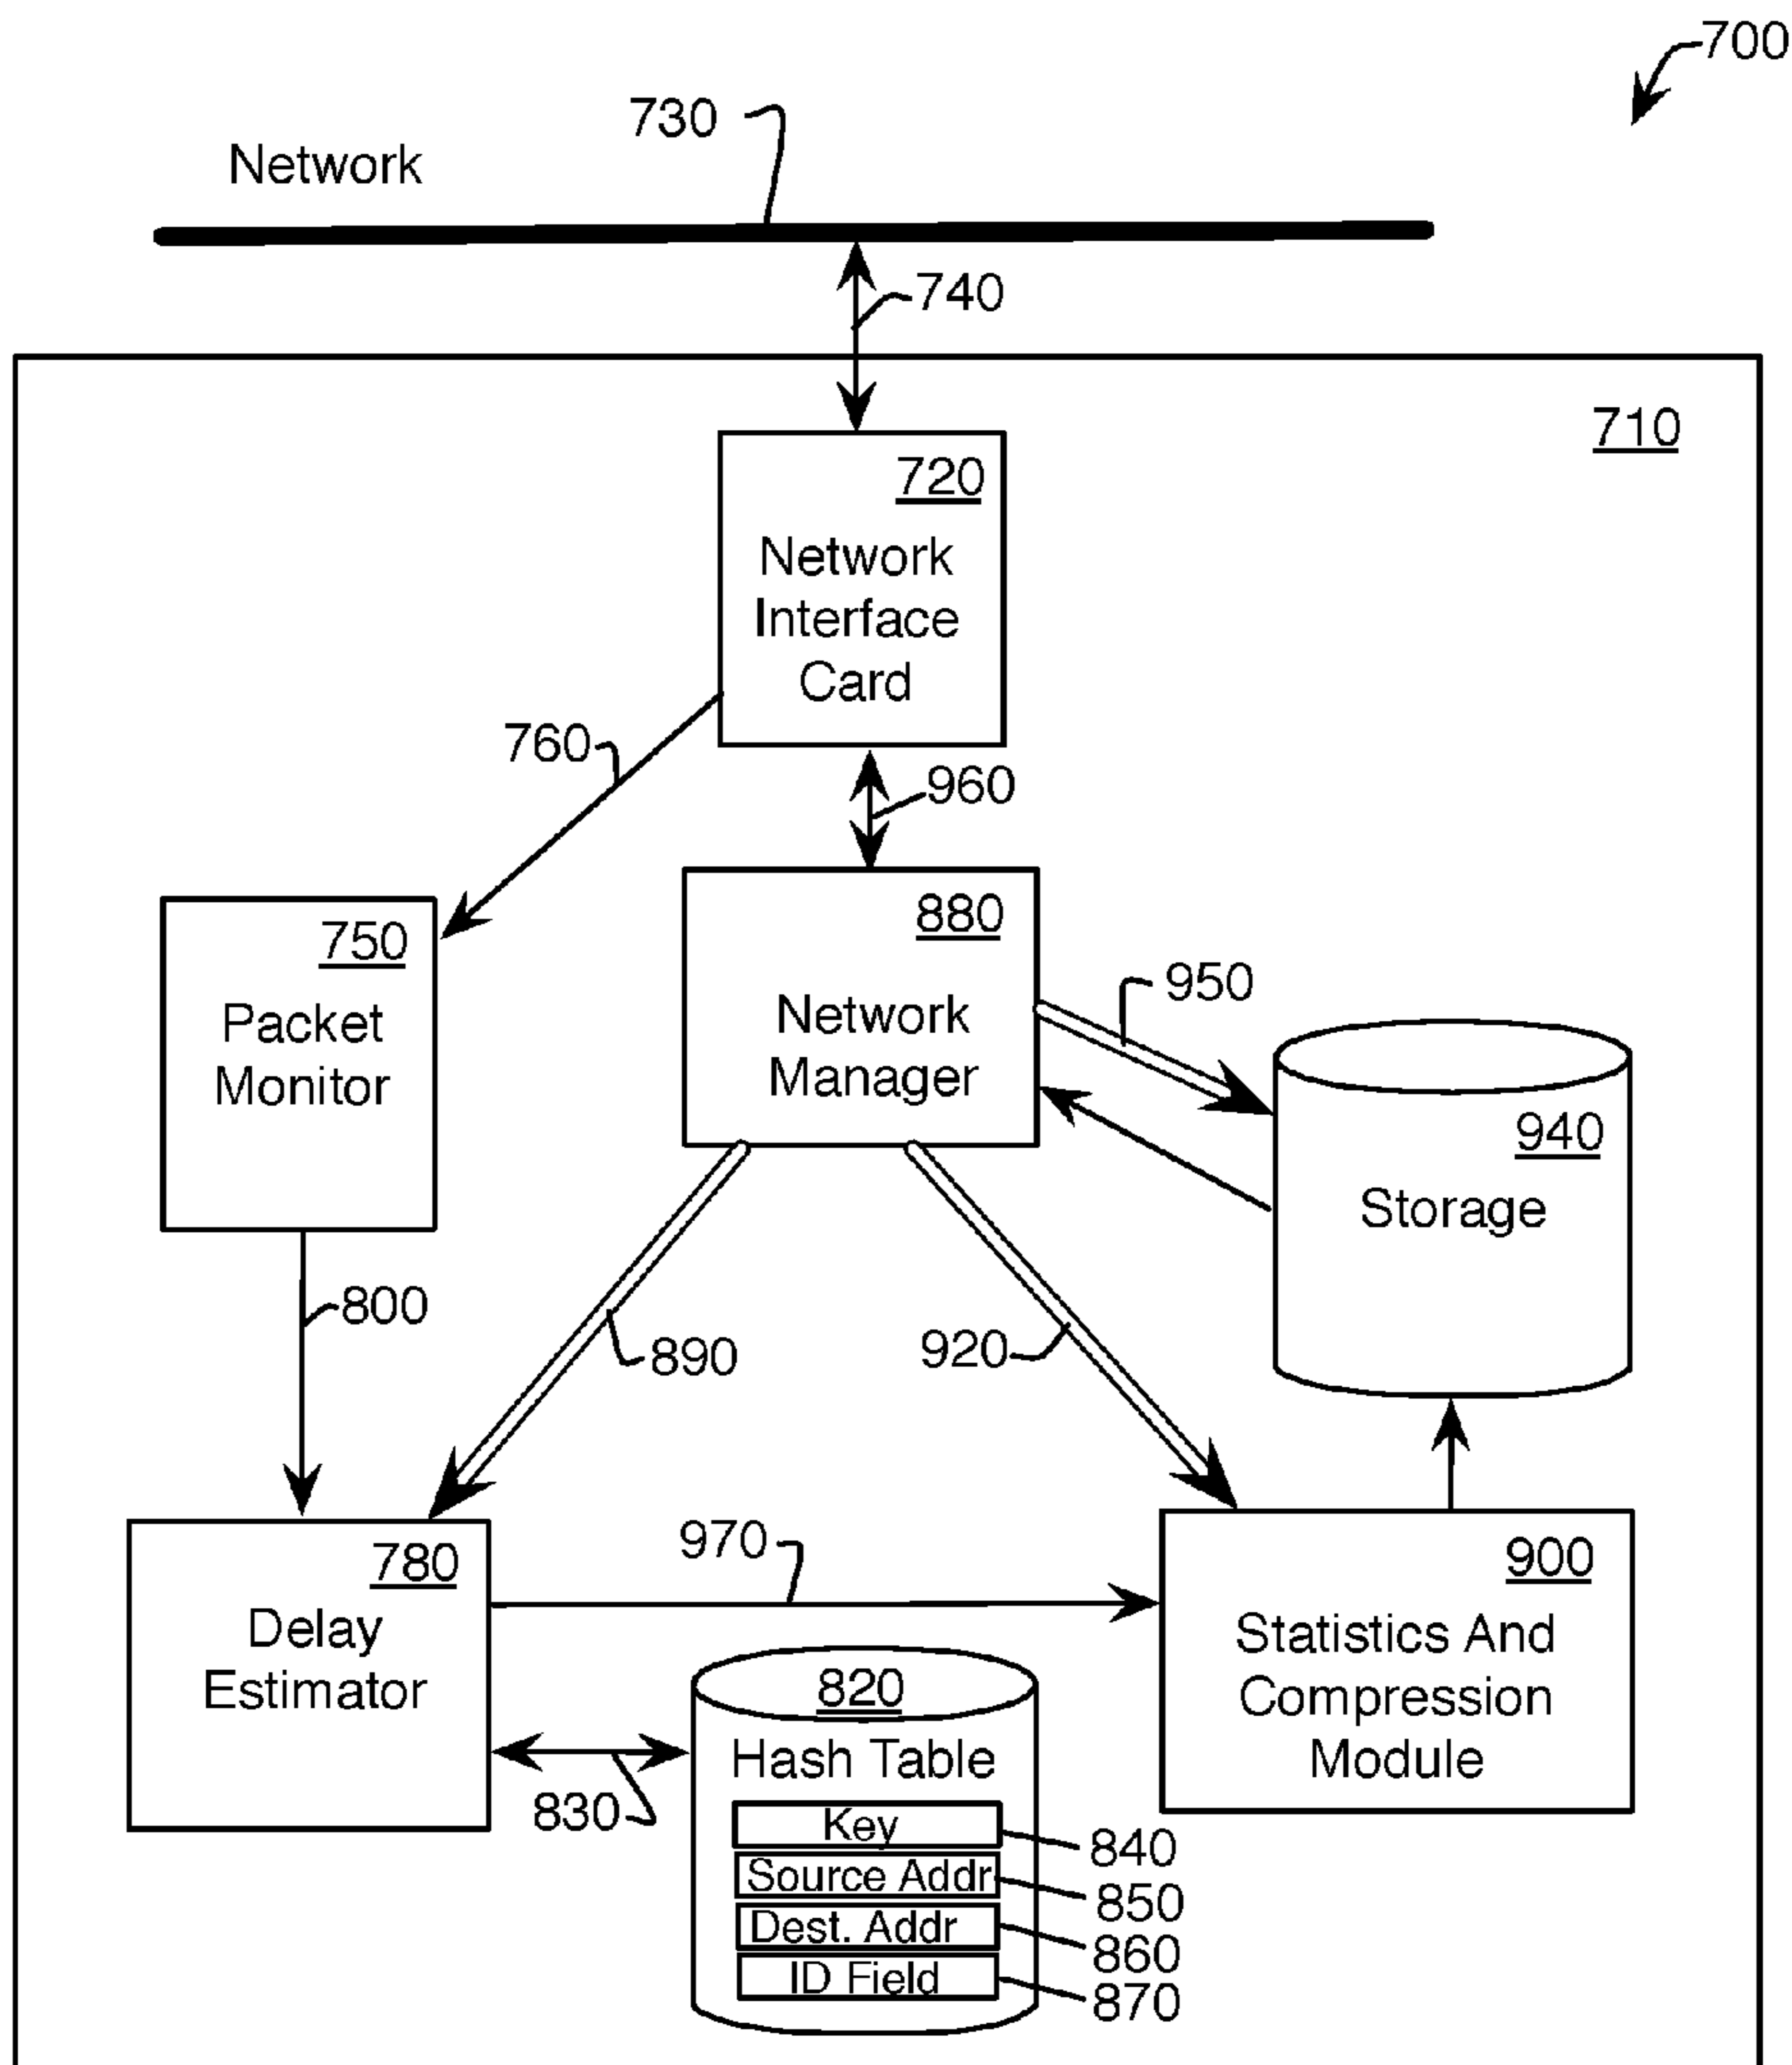 700
730
Network
740
710
720
Network
Interface
Card
760
960
750
Packet
Monitor
880
Network
Manager
950
940
Storage
800
890
920
780
Delay
Estimator
970
900
Statistics And
Compression
Module
820
Hash Table
830
Key
840
Source Addr
850
Dest. Addr
860
ID Field
870